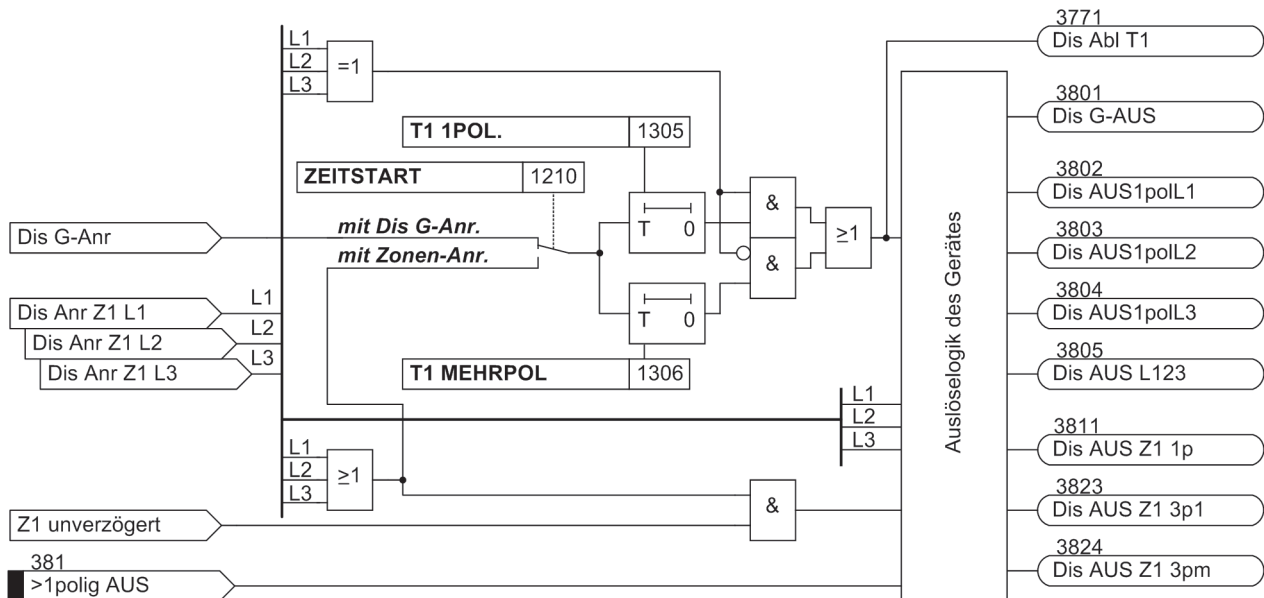 3771
Dis Abl T1
L1
L2
L3
=1
3801
Dis G-AUS
T1 1POL.
1305
ZEITSTART
1210
3802
Dis AUS1polL1
T 0
&
≥1
Dis G-Anr
mit Dis G-Anr.
mit Zonen-Anr.
3803
Dis AUS1polL2
&
T 0
3804
Dis AUS1polL3
Dis Anr Z1 L1
L1
Dis Anr Z1 L2
L2
Dis Anr Z1 L3
L3
T1 MEHRPOL
1306
3805
Dis AUS L123
Auslöselogik des Gerätes
L1
L2
L3
3811
Dis AUS Z1 1p
L1
L2
L3
≥1
3823
Dis AUS Z1 3p1
Z1 unverzögert
&
3824
Dis AUS Z1 3pm
381
>1polig AUS